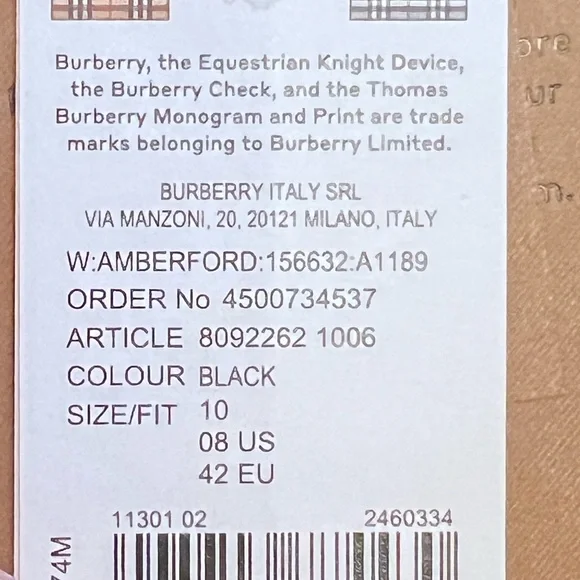 Burberry, the Equestrian Knight Device,
the Burberry Check, and the Thomas
Burberry Monogram and Print are trade
marks belonging to Burberry Limited.
BURBERRY ITALY SRL
VIA MANZONI, 20, 20121 MILANO, ITALY
W:AMBERFORD:156632:A1189
ORDER No 4500734537
ARTICLE 8092262 1006
COLOUR BLACK
SIZE/FIT 10
08 US
42 EU
11301 02 2460334